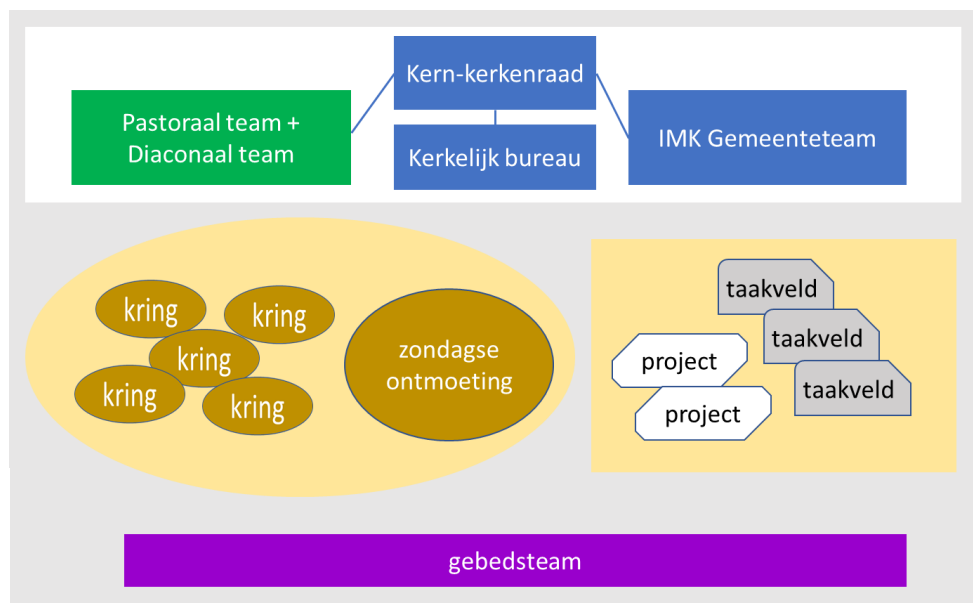 Kern-kerkenraad
Pastoraal team +
Diaconaal team
Kerkelijk bureau
IMK Gemeenteteam
kring
kring
kring
kring
kring
zondagse
ontmoeting
taakveld
taakveld
taakveld
project
project
gebedsteam